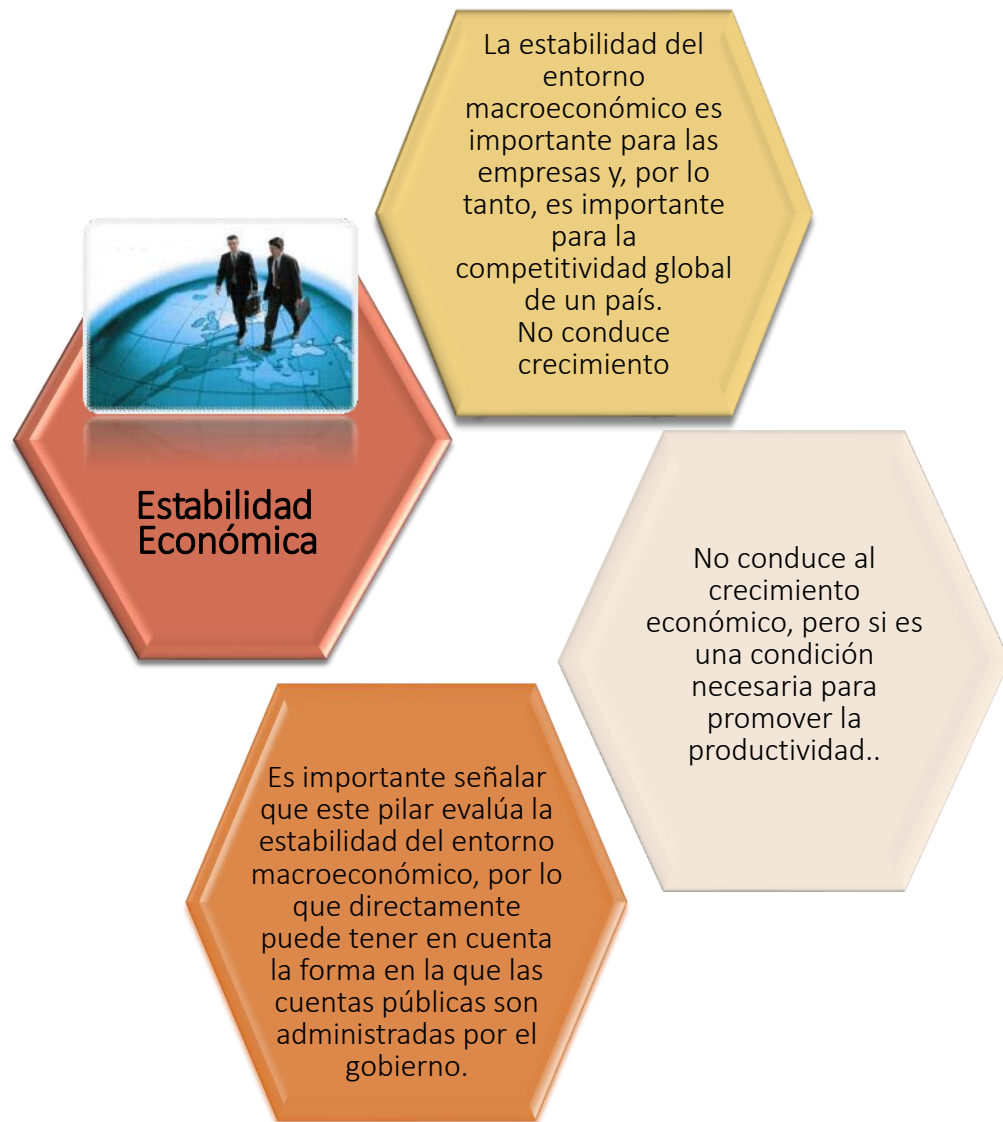 La estabilidad del
entorno
macroeconómico es
importante para las
empresas y, por lo
tanto, es importante
para la
competitividad global
de un país.
No conduce
crecimiento
Estabilidad
Económica
No conduce al
crecimiento
económico, pero si es
una condición
necesaria para
promover la
productividad..
Es importante señalar
que este pilar evalúa la
estabilidad del entorno
macroeconómico, por lo
que directamente
puede tener en cuenta
la forma en la que las
cuentas públicas son
administradas por el
gobierno.